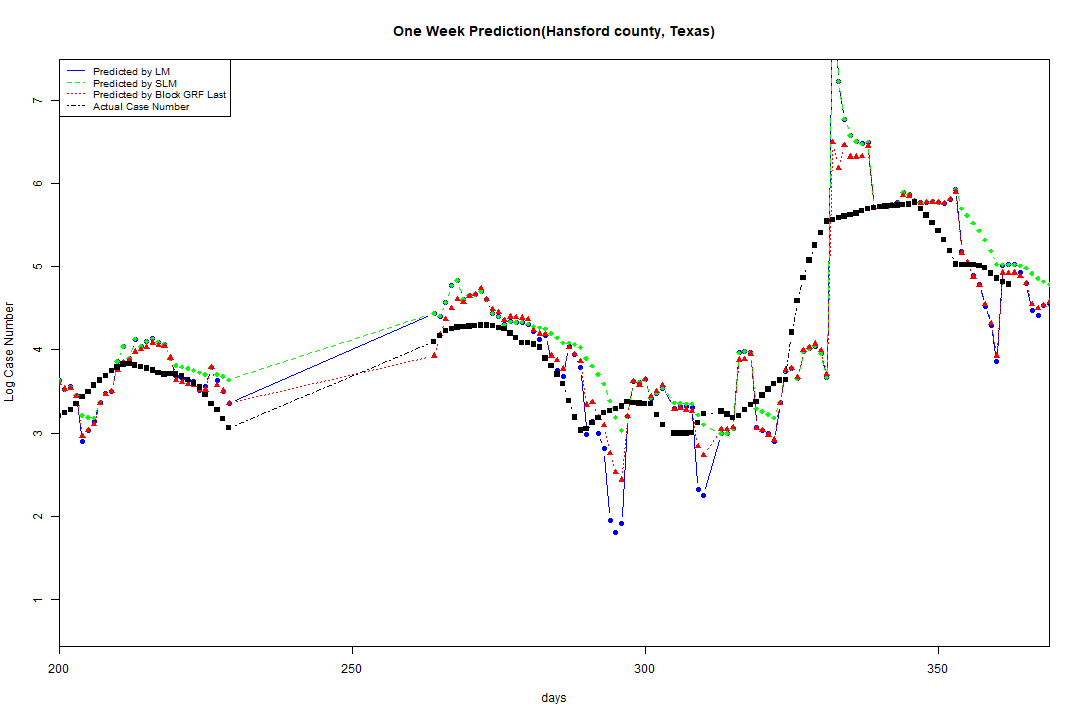 One Week Prediction(Hansford county, Texas)
Predicted by LM
Predicted by SLM
Predicted by Block GRF Last
Actual Case Number
7
6
5
4
3
2
1
Log Case Number
200
250
300
350
days